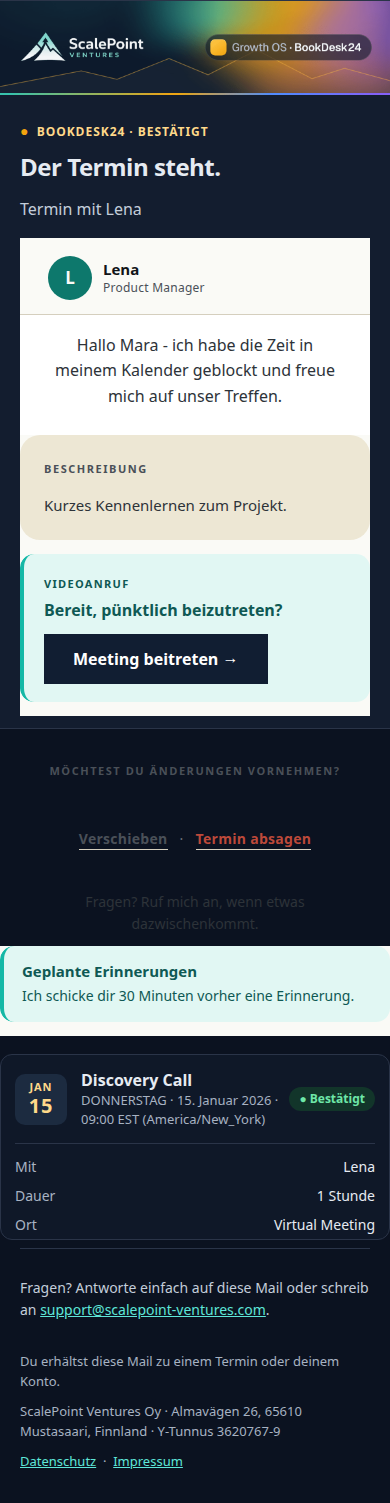 ScalePoint
VENTURES
Growth OS · BookDesk24
● BOOKDESK24 · BESTÄTIGT
Der Termin steht.
Termin mit Lena
L
Lena
Product Manager
Hallo Mara - ich habe die Zeit in
meinem Kalender geblockt und freue
mich auf unser Treffen.
BESCHREIBUNG
Kurzes Kennenlernen zum Projekt.
VIDEOANRUF
Bereit, pünktlich beizutreten?
Meeting beitreten →
MÖCHTEST DU ÄNDERUNGEN VORNEHMEN?
Verschieben · Termin absagen
Fragen? Ruf mich an, wenn etwas
dazwischenkommt.
Geplante Erinnerungen
Ich schicke dir 30 Minuten vorher eine Erinnerung.
JAN
15
Discovery Call
DONNERSTAG · 15. Januar 2026 ·
09:00 EST (America/New_York)
● Bestätigt
Mit Lena
Dauer 1 Stunde
Ort Virtual Meeting
Fragen? Antworte einfach auf diese Mail oder schreib
an support@scalepoint-ventures.com.
Du erhältst diese Mail zu einem Termin oder deinem
Konto.
ScalePoint Ventures Oy · Almavägen 26, 65610
Mustasaari, Finnland · Y-Tunnus 3620767-9
Datenschutz · Impressum